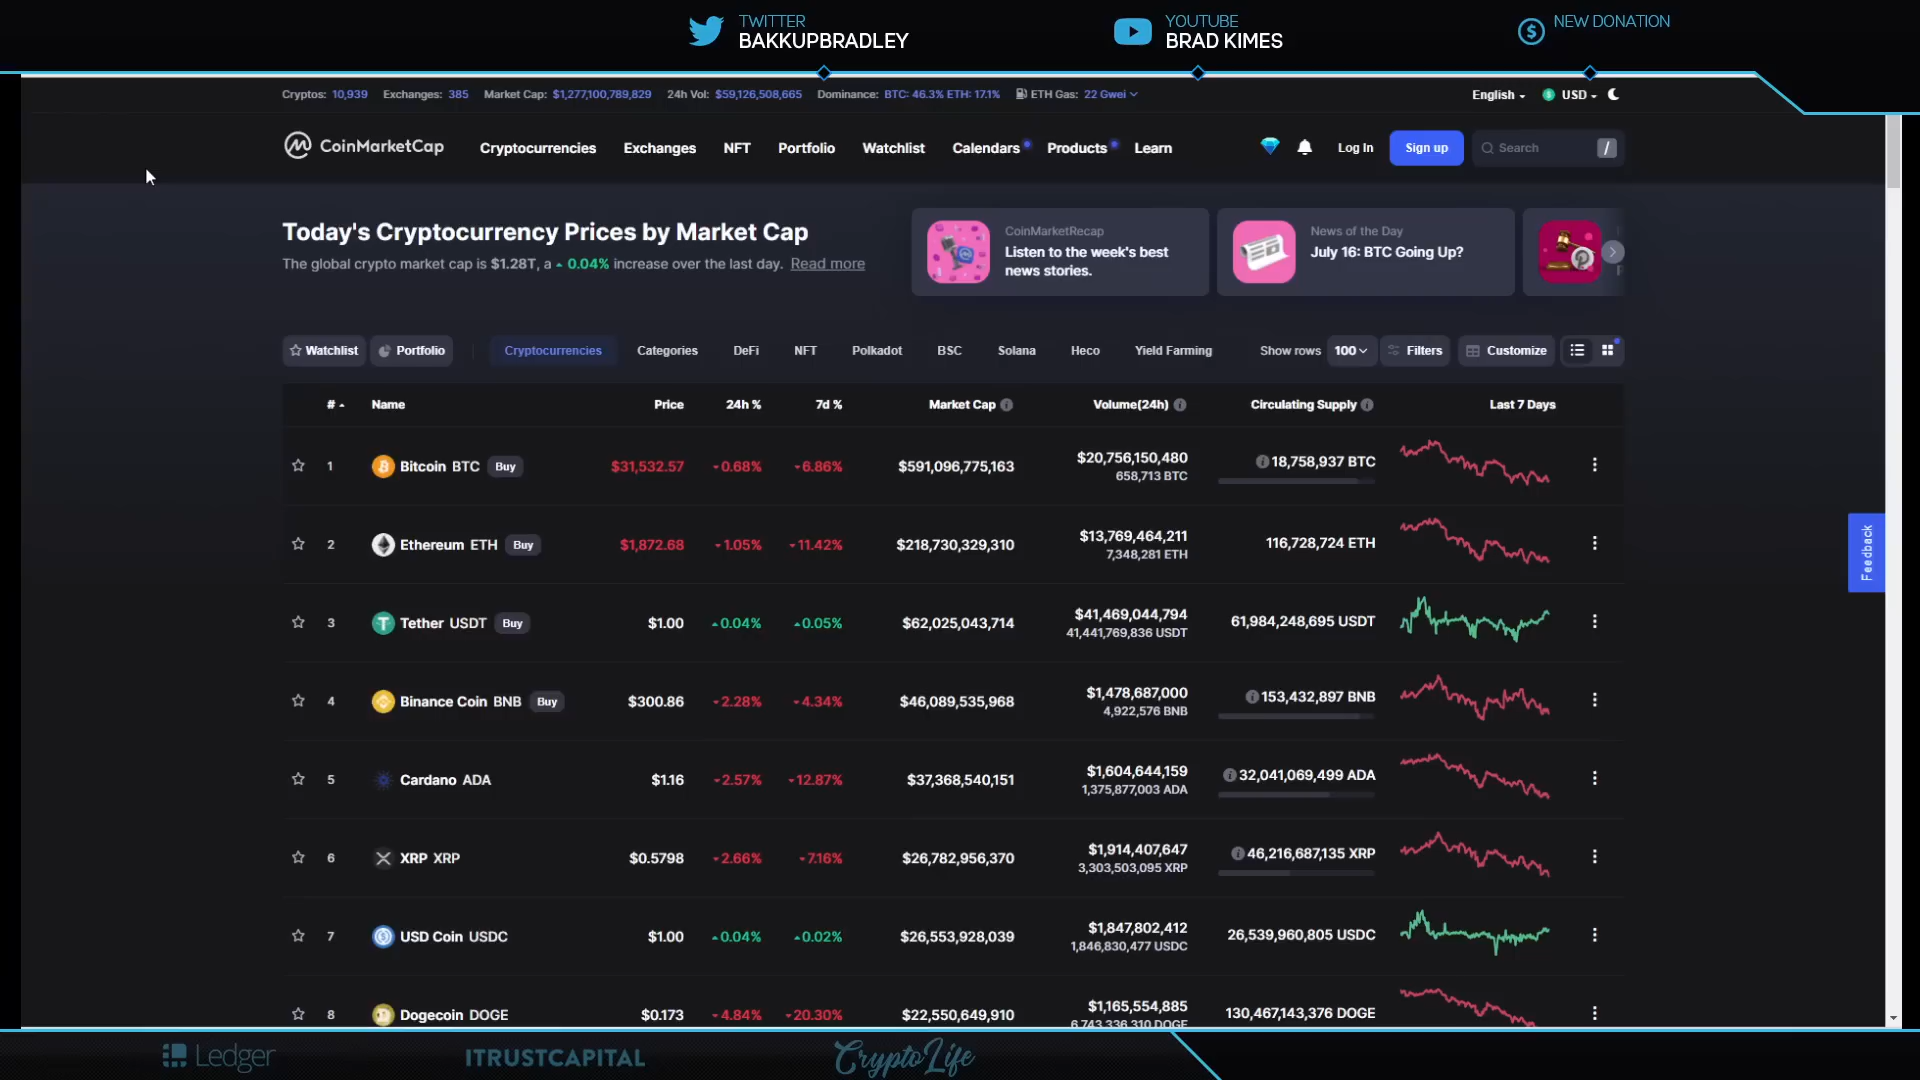 TWITTER
BAKKUPBRADLEY
YOUTUBE
BRAD KIMES
NEW DONATION
Cryptos: 10,939 Exchanges: 385 Market Cap: $1,277,100,789,829 24h Vol: $59,126,508,665 Dominance: BTC: 46.3% ETH: 17.1% ETH Gas: 22 Gwei English USD
CoinMarketCap Cryptocurrencies Exchanges NFT Portfolio Watchlist Calendars Products Learn Log In Sign up Search /
Today's Cryptocurrency Prices by Market Cap
The global crypto market cap is $1.28T, a 0.04% increase over the last day. Read more
CoinMarketRecap
Listen to the week's best
news stories.
News of the Day
July 16: BTC Going Up?
Watchlist Portfolio Cryptocurrencies Categories DeFi NFT Polkadot BSC Solana Heco Yield Farming Show rows 100 Filters Customize
# Name Price 24h % 7d % Market Cap Volume(24h) Circulating Supply Last 7 Days
1 Bitcoin BTC Buy $31,532.57 0.68% 6.86% $591,096,775,163 $20,756,150,480 18,758,937 BTC
658,713 BTC
2 Ethereum ETH Buy $1,872.68 1.05% 11.42% $218,730,329,310 $13,769,464,211 116,728,724 ETH
7,348,281 ETH
3 Tether USDT Buy $1.00 0.04% 0.05% $62,025,043,714 $41,469,044,794 61,984,248,695 USDT
41,441,769,836 USDT
4 Binance Coin BNB Buy $300.86 2.28% 4.34% $46,089,535,968 $1,478,687,000 153,432,897 BNB
4,922,576 BNB
5 Cardano ADA $1.16 2.57% 12.87% $37,368,540,151 $1,604,644,159 32,041,069,499 ADA
1,375,877,003 ADA
6 XRP XRP $0.5798 2.66% 7.16% $26,782,956,370 $1,914,407,647 46,216,687,135 XRP
3,303,503,095 XRP
7 USD Coin USDC $1.00 0.04% 0.02% $26,553,928,039 $1,847,802,412 26,539,960,805 USDC
1,846,830,477 USDC
8 Dogecoin DOGE $0.173 4.84% 20.30% $22,550,649,910 $1,165,554,885 130,467,143,376 DOGE
6,743,336,310 DOGE
Feedback
Ledger
ITRUSTCAPITAL
CryptoLife